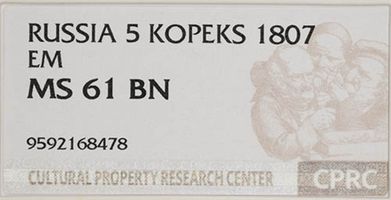 RUSSIA 5 KOPEKS 1807
EM
MS 61 BN
9592168478
CULTURAL PROPERTY RESEARCH CENTER CPRC